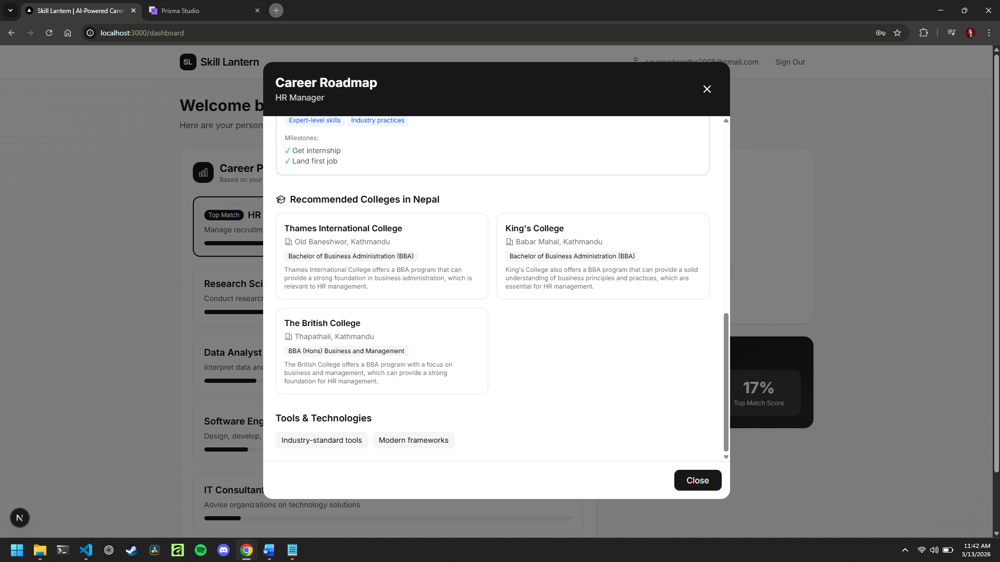 Skill Lantern | AI-Powered Caree
Prisma Studio
localhost:3000/dashboard
SL Skill Lantern
sauravshrestha2005@gmail.com
Sign Out
Welcome b
Here are your person
Career P
Based on your
Top Match HR
Manage recruitm
Research Sci
Conduct research
Data Analyst
Interpret data and
Software Eng
Design, develop,
IT Consultant
Advise organizations on technology solutions
17%
Top Match Score
Career Roadmap
HR Manager
Expert-level skills
Industry practices
Milestones:
✓ Get internship
✓ Land first job
Recommended Colleges in Nepal
Thames International College
Old Baneshwor, Kathmandu
Bachelor of Business Administration (BBA)
Thames International College offers a BBA program that can
provide a strong foundation in business administration, which is
relevant to HR management.
King's College
Babar Mahal, Kathmandu
Bachelor of Business Administration (BBA)
King's College also offers a BBA program that can provide a solid
understanding of business principles and practices, which are
essential for HR management.
The British College
Thapathali, Kathmandu
BBA (Hons) Business and Management
The British College offers a BBA program with a focus on
business and management, which can provide a strong
foundation for HR management.
Tools & Technologies
Industry-standard tools
Modern frameworks
Close
N
11:42 AM
3/13/2026